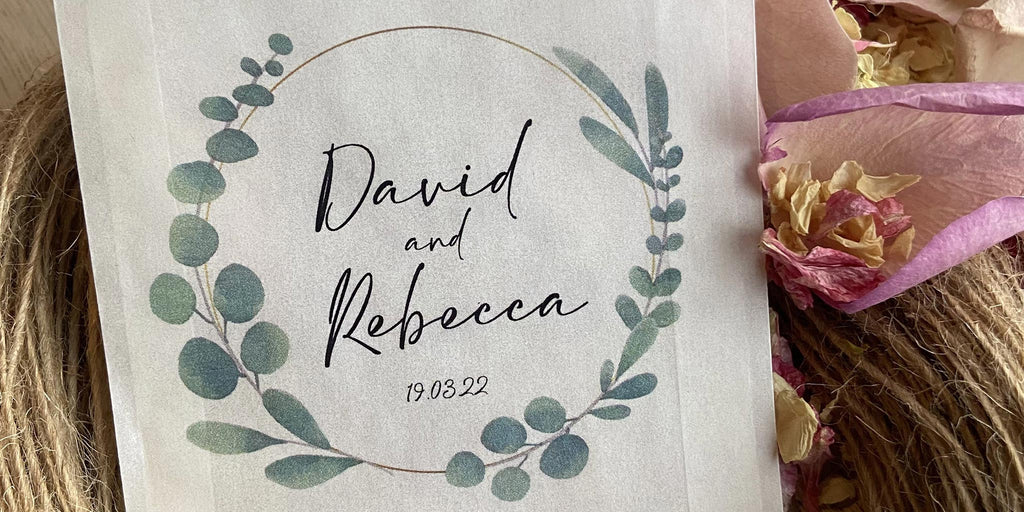 David
and
Rebecca
19.03.22